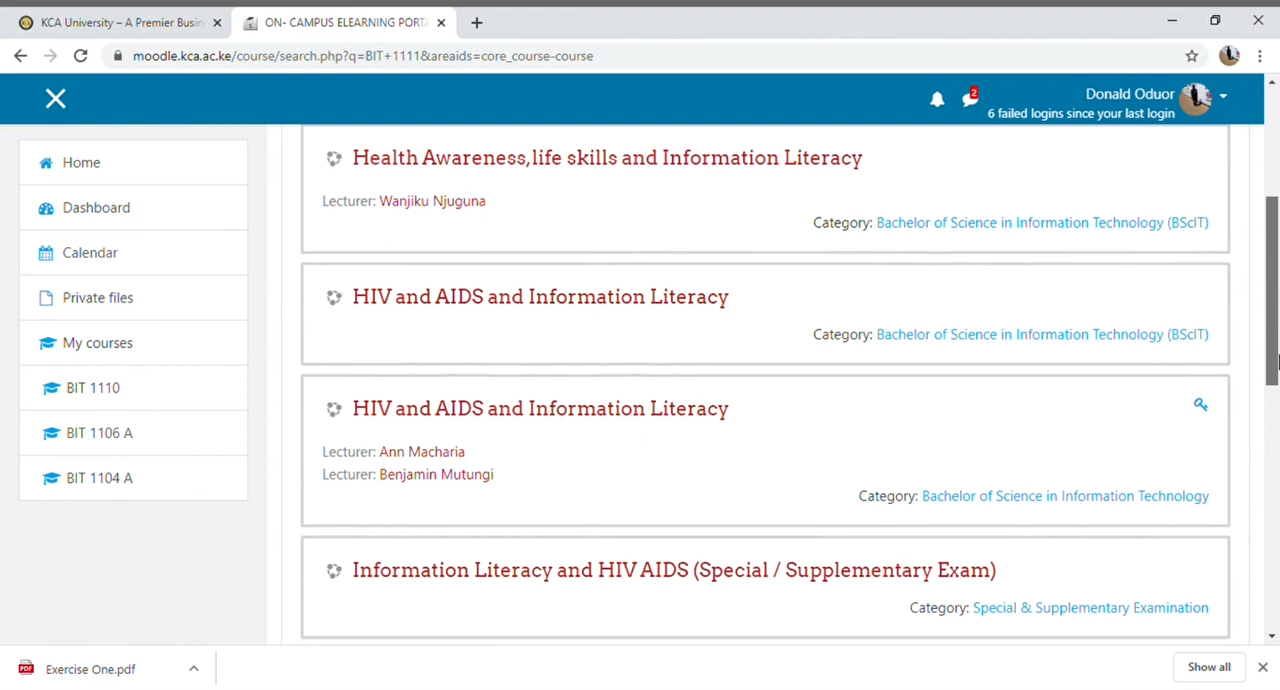 KCA University – A Premier Busin
ON- CAMPUS ELEARNING PORTA
moodle.kca.ac.ke/course/search.php?q=BIT+1111&areaids=core_course-course
2
Donald Oduor
6 failed logins since your last login
Home
Dashboard
Calendar
Private files
My courses
BIT 1110
BIT 1106 A
BIT 1104 A
Health Awareness,life skills and Information Literacy
Lecturer: Wanjiku Njuguna
Category: Bachelor of Science in Information Technology (BScIT)
HIV and AIDS and Information Literacy
Category: Bachelor of Science in Information Technology (BScIT)
HIV and AIDS and Information Literacy
Lecturer: Ann Macharia
Lecturer: Benjamin Mutungi
Category: Bachelor of Science in Information Technology
Information Literacy and HIV AIDS (Special / Supplementary Exam)
Category: Special & Supplementary Examination
PDF
Exercise One.pdf
Show all